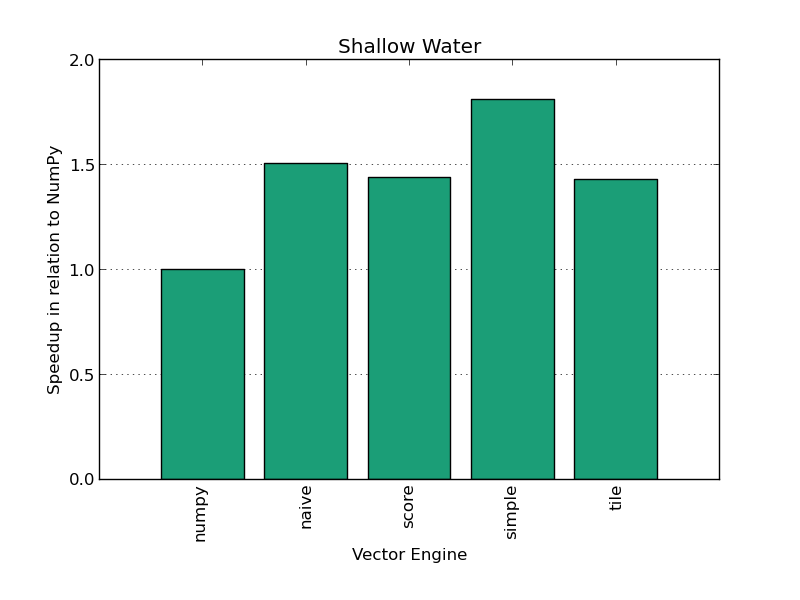 Shallow Water
Speedup in relation to NumPy
2.0
1.5
1.0
0.5
0.0
numpy
naive
score
simple
tile
Vector Engine